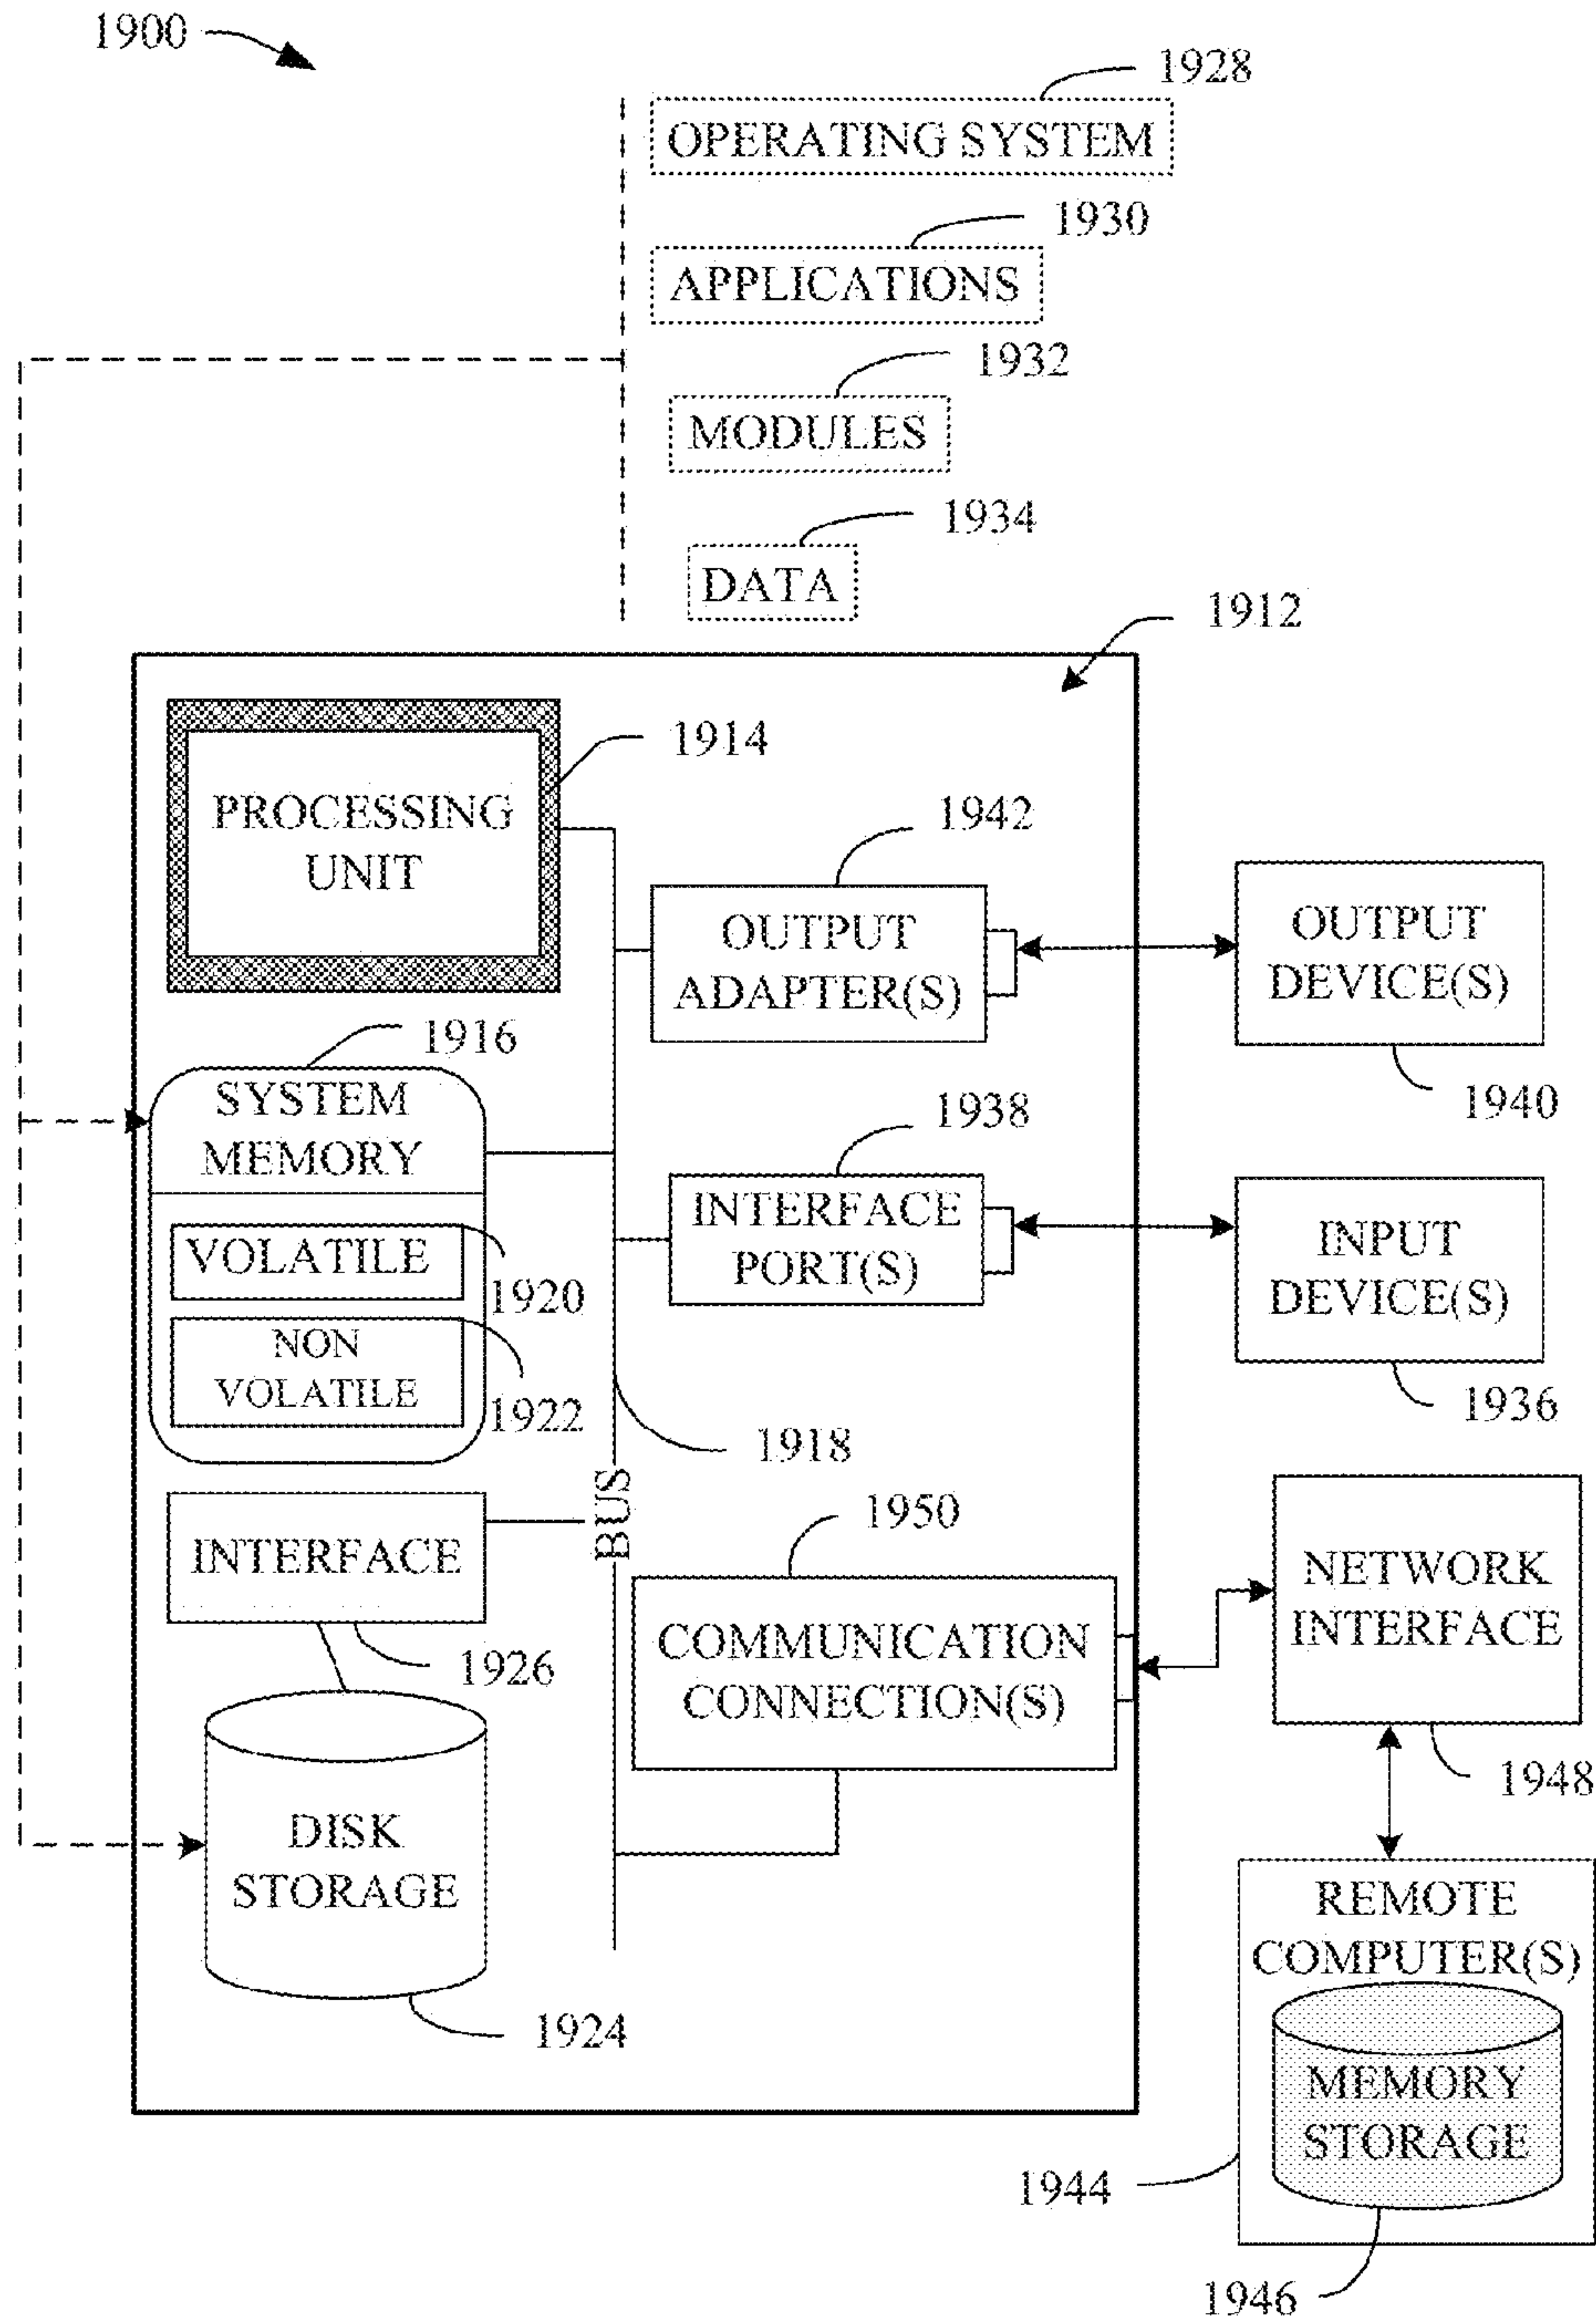 1900
1928
OPERATING SYSTEM
1930
APPLICATIONS
1932
MODULES
1934
DATA
1912
1914
PROCESSING
UNIT
1942
OUTPUT
ADAPTER(S)
OUTPUT
DEVICE(S)
1940
1916
SYSTEM
MEMORY
1938
INTERFACE
PORT(S)
INPUT
DEVICE(S)
1936
VOLATILE
1920
NON
VOLATILE
1922
1918
BUS
INTERFACE
1926
1950
COMMUNICATION
CONNECTION(S)
NETWORK
INTERFACE
1948
DISK
STORAGE
1924
REMOTE
COMPUTER(S)
MEMORY
STORAGE
1944
1946